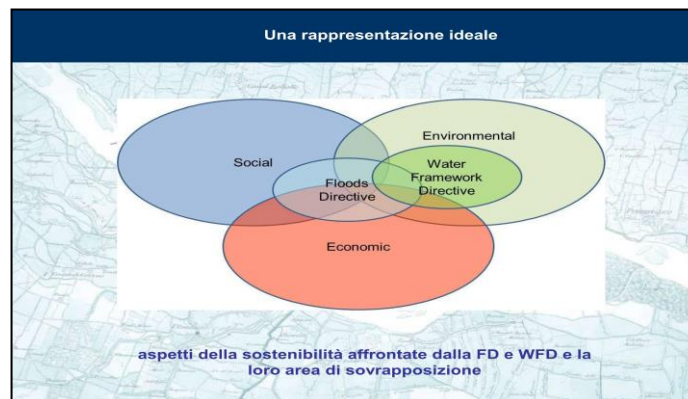 Una rappresentazione ideale
Social
Environmental
Water
Framework
Directive
Floods
Directive
Economic
aspetti della sostenibilità affrontate dalla FD e WFD e la
loro area di sovrapposizione